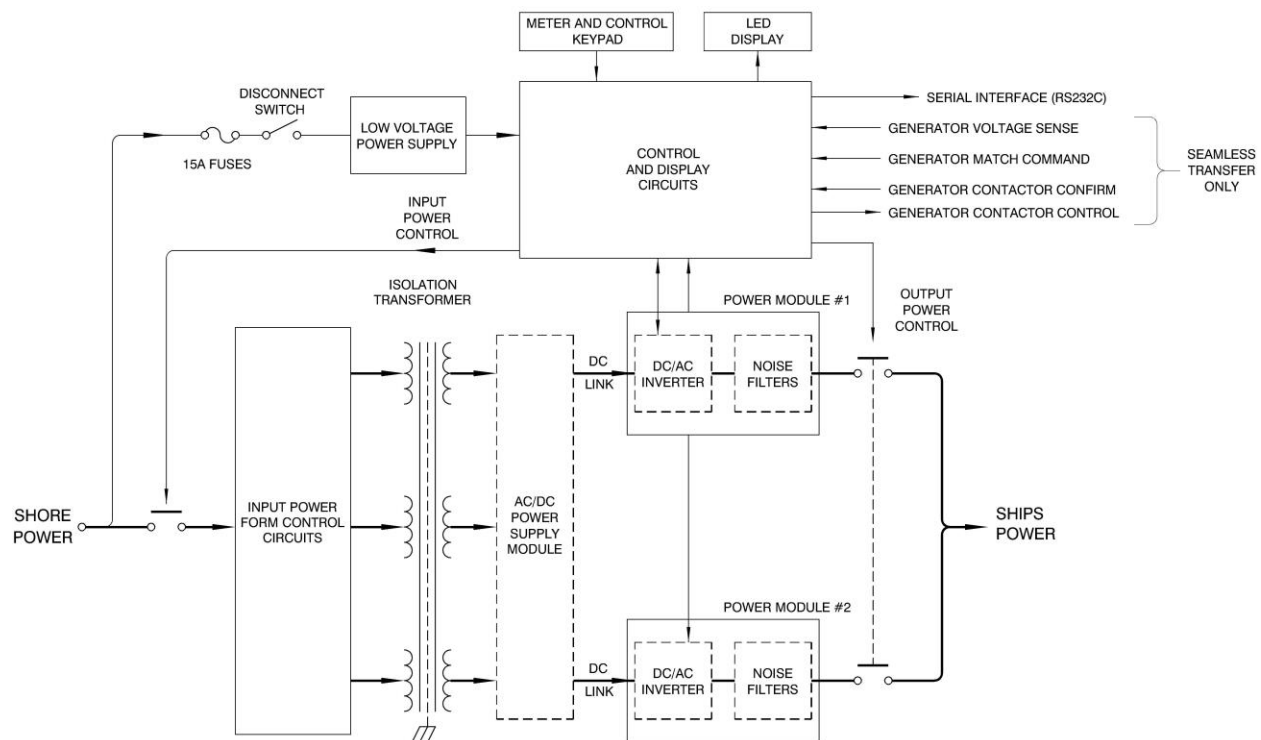 METER AND CONTROL
KEYPAD
LED
DISPLAY
DISCONNECT
SWITCH
15A FUSES
LOW VOLTAGE
POWER SUPPLY
CONTROL
AND DISPLAY
CIRCUITS
SERIAL INTERFACE (RS232C)
GENERATOR VOLTAGE SENSE
GENERATOR MATCH COMMAND
GENERATOR CONTACTOR CONFIRM
GENERATOR CONTACTOR CONTROL
SEAMLESS
TRANSFER
ONLY
INPUT
POWER
CONTROL
ISOLATION
TRANSFORMER
POWER MODULE #1
OUTPUT
POWER
CONTROL
DC
LINK
DC/AC
INVERTER
NOISE
FILTERS
SHORE
POWER
INPUT POWER
FORM CONTROL
CIRCUITS
AC/DC
POWER
SUPPLY
MODULE
SHIPS
POWER
POWER MODULE #2
DC
LINK
DC/AC
INVERTER
NOISE
FILTERS